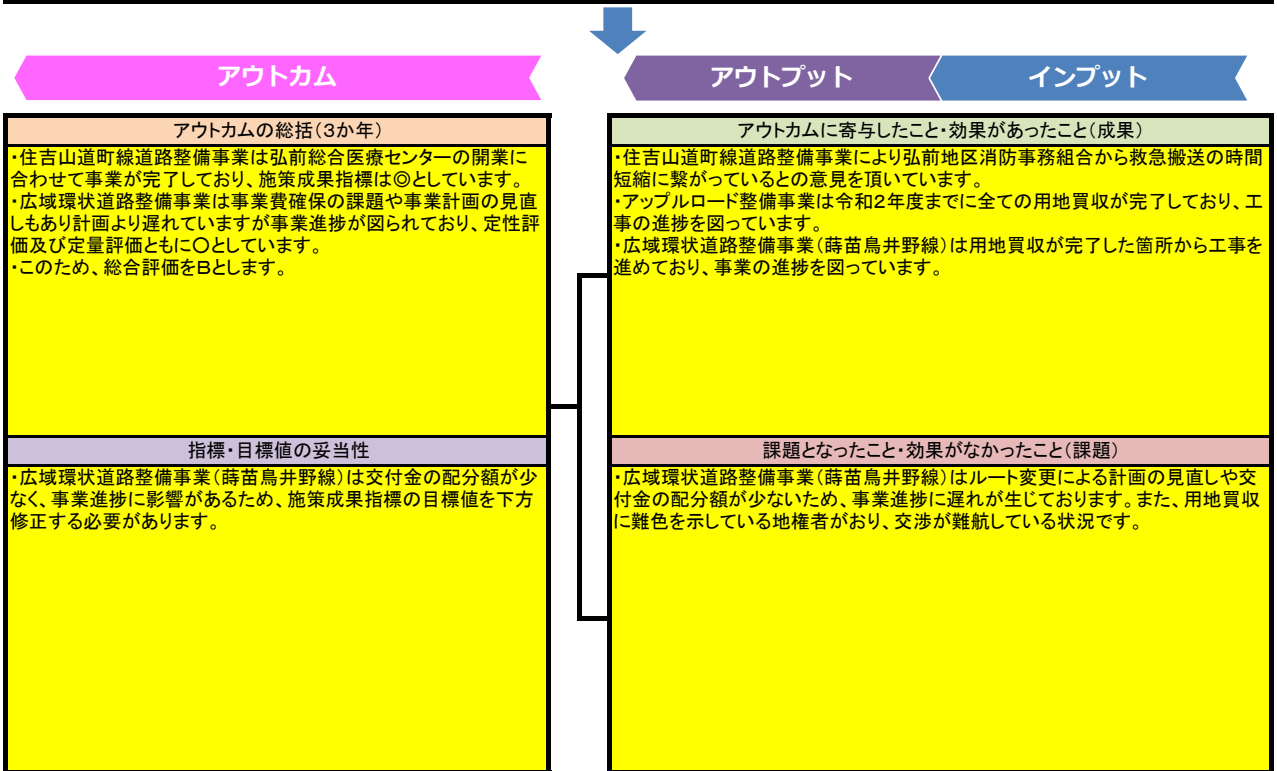 アウトカム
アウトプット
インプット
アウトカムの総括(3か年)
・住吉山道町線道路整備事業は弘前総合医療センターの開業に
合わせて事業が完了しており、施策成果指標は◎としています。
・広域環状道路整備事業は事業費確保の課題や事業計画の見直
しもあり計画より遅れていますが事業進捗が図られており、定性評
価及び定量評価ともに○としています。
・このため、総合評価をBとします。
指標・目標値の妥当性
・広域環状道路整備事業(蒔苗鳥井野線)は交付金の配分額が少
なく、事業進捗に影響があるため、施策成果指標の目標値を下方
修正する必要があります。
アウトカムに寄与したこと・効果があったこと(成果)
・住吉山道町線道路整備事業により弘前地区消防事務組合から救急搬送の時間
短縮に繋がっているとの意見を頂いています。
・アップルロード整備事業は令和2年度までに全ての用地買収が完了しており、工
事の進捗を図っています。
・広域環状道路整備事業(蒔苗鳥井野線)は用地買収が完了した箇所から工事を
進めており、事業の進捗を図っています。
課題となったこと・効果がなかったこと(課題)
・広域環状道路整備事業(蒔苗鳥井野線)はルート変更による計画の見直しや交
付金の配分額が少ないため、事業進捗に遅れが生じております。また、用地買収
に難色を示している地権者がおり、交渉が難航している状況です。